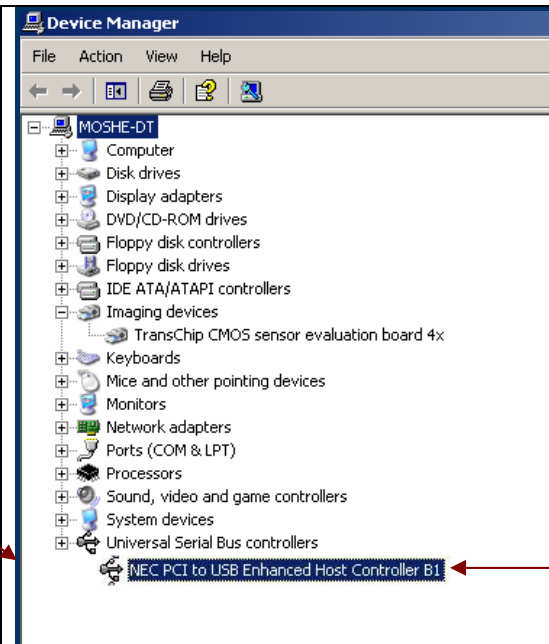 Device Manager
File Action View Help
MOSHE-DT
Computer
Disk drives
Display adapters
DVD/CD-ROM drives
Floppy disk controllers
Floppy disk drives
IDE ATA/ATAPI controllers
Imaging devices
TransChip CMOS sensor evaluation board 4x
Keyboards
Mice and other pointing devices
Monitors
Network adapters
Ports (COM & LPT)
Processors
Sound, video and game controllers
System devices
Universal Serial Bus controllers
NEC PCI to USB Enhanced Host Controller B1